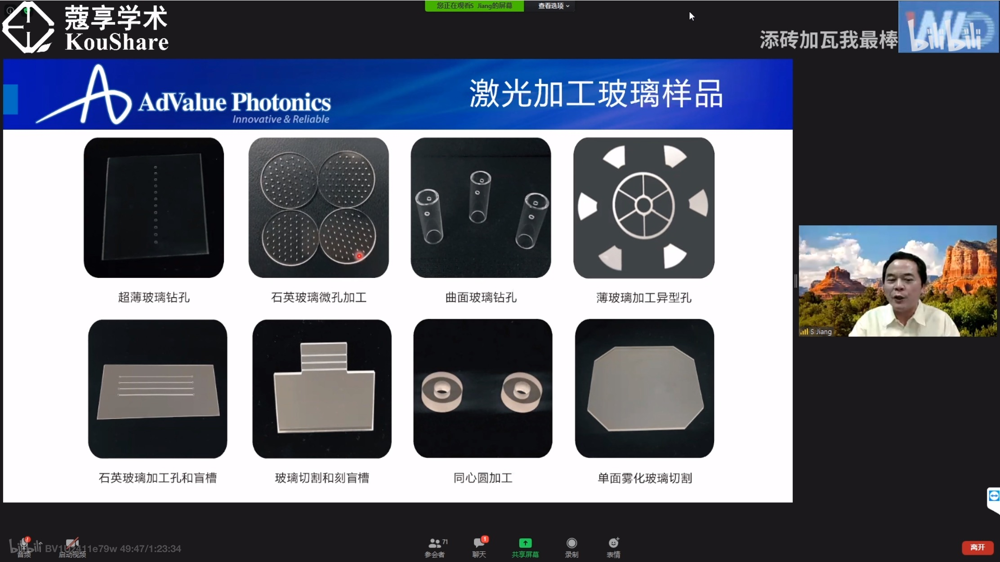 您正在观看S Jiang的屏幕
查看选项
蔻享学术
KouShare
添砖加瓦我最棒
bilibili
AdValue Photonics
Innovative & Reliable
激光加工玻璃样品
超薄玻璃钻孔
石英玻璃微孔加工
曲面玻璃钻孔
薄玻璃加工异型孔
S Jiang
石英玻璃加工孔和盲槽
玻璃切割和刻盲槽
同心圆加工
单面雾化玻璃切割
bilibili BV1Uz411e79w 49:47/1:23:34
71
1
音频
启动视频
参会者
聊天
共享屏幕
录制
表情
离开